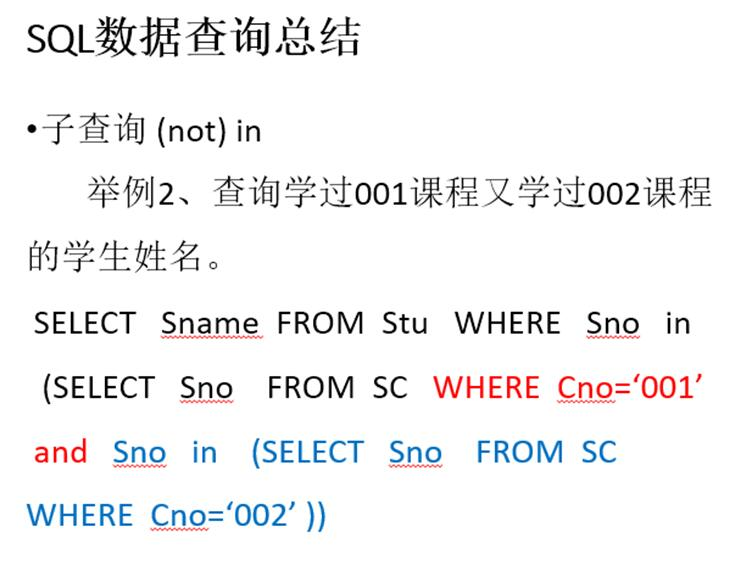 SQL数据查询总结
•子查询 (not) in
举例2、查询学过001课程又学过002课程
的学生姓名。
SELECT Sname FROM Stu WHERE Sno in
(SELECT Sno FROM SC WHERE Cno=‘001’
and Sno in (SELECT Sno FROM SC
WHERE Cno=‘002’ ))